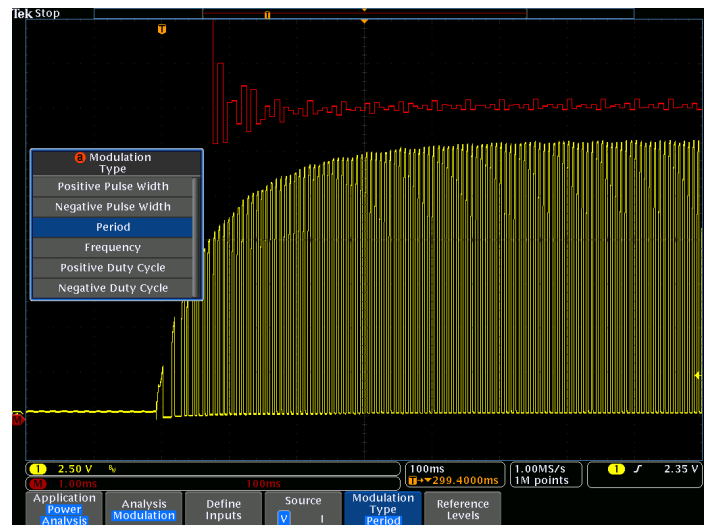 Tek Stop
T
T
a Modulation
Type
Positive Pulse Width
Negative Pulse Width
Period
Frequency
Positive Duty Cycle
Negative Duty Cycle
M
1 2.50 V BW
100ms
T→▼299.4000ms
1.00MS/s
1M points
1 2.35 V
M 1.00ms 100ms
Application
Power
Analysis
Analysis
Modulation
Define
Inputs
Source
V I
Modulation
Type
Period
Reference
Levels